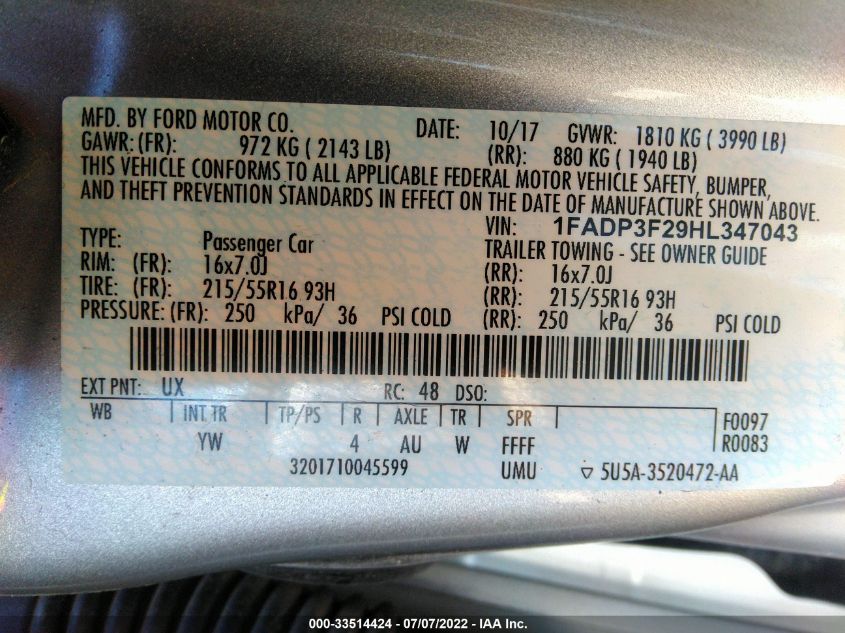 MFD. BY FORD MOTOR CO. DATE: 10/17 GVWR: 1810 KG ( 3990 LB)
GAWR: (FR): 972 KG ( 2143 LB) (RR): 880 KG ( 1940 LB)
THIS VEHICLE CONFORMS TO ALL APPLICABLE FEDERAL MOTOR VEHICLE SAFETY, BUMPER,
AND THEFT PREVENTION STANDARDS IN EFFECT ON THE DATE OF MANUFACTURE SHOWN ABOVE.
VIN: 1FADP3F29HL347043
TYPE: Passenger Car TRAILER TOWING - SEE OWNER GUIDE
RIM: (FR): 16x7.0J (RR): 16x7.0J
TIRE: (FR): 215/55R16 93H (RR): 215/55R16 93H
PRESSURE: (FR): 250 kPa/ 36 PSI COLD (RR): 250 kPa/ 36 PSI COLD
EXT PNT: UX RC: 48 DSO:
WB INT TR TP/PS R AXLE TR SPR F0097
YW 4 AU W FFFF R0083
3201710045599 UMU ▽ 5U5A-3520472-AA
000-33514424 - 07/07/2022 - IAA Inc.